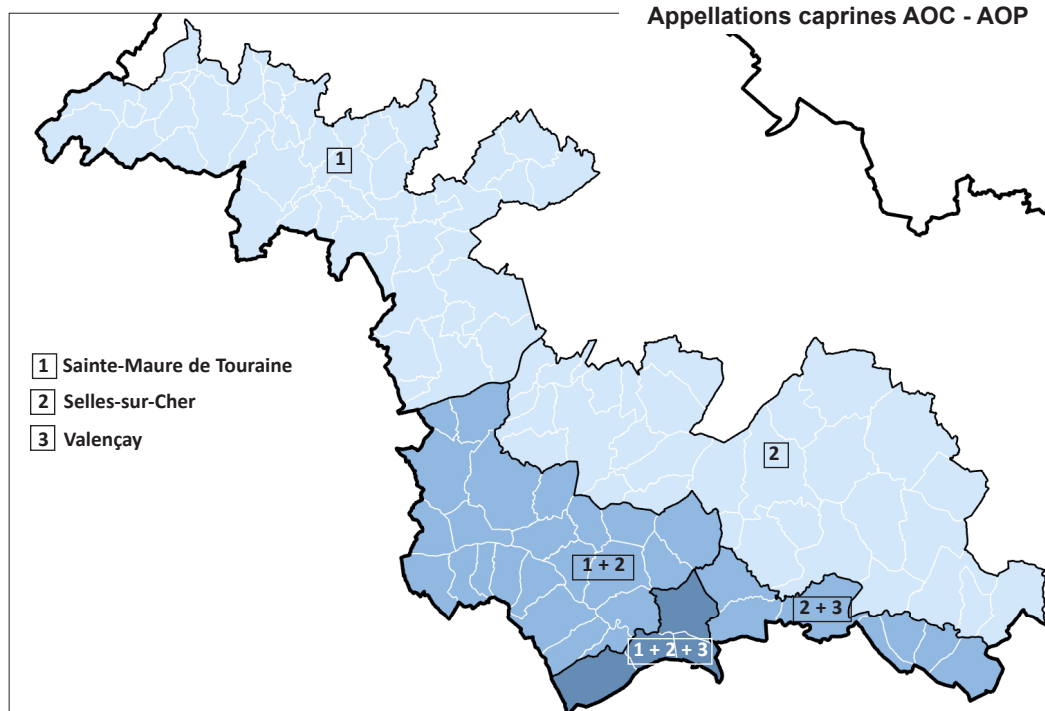 Appellations caprines AOC - AOP
1
1 Sainte-Maure de Touraine
2 Selles-sur-Cher
3 Valençay
2
1 + 2
2 + 3
1 + 2 + 3